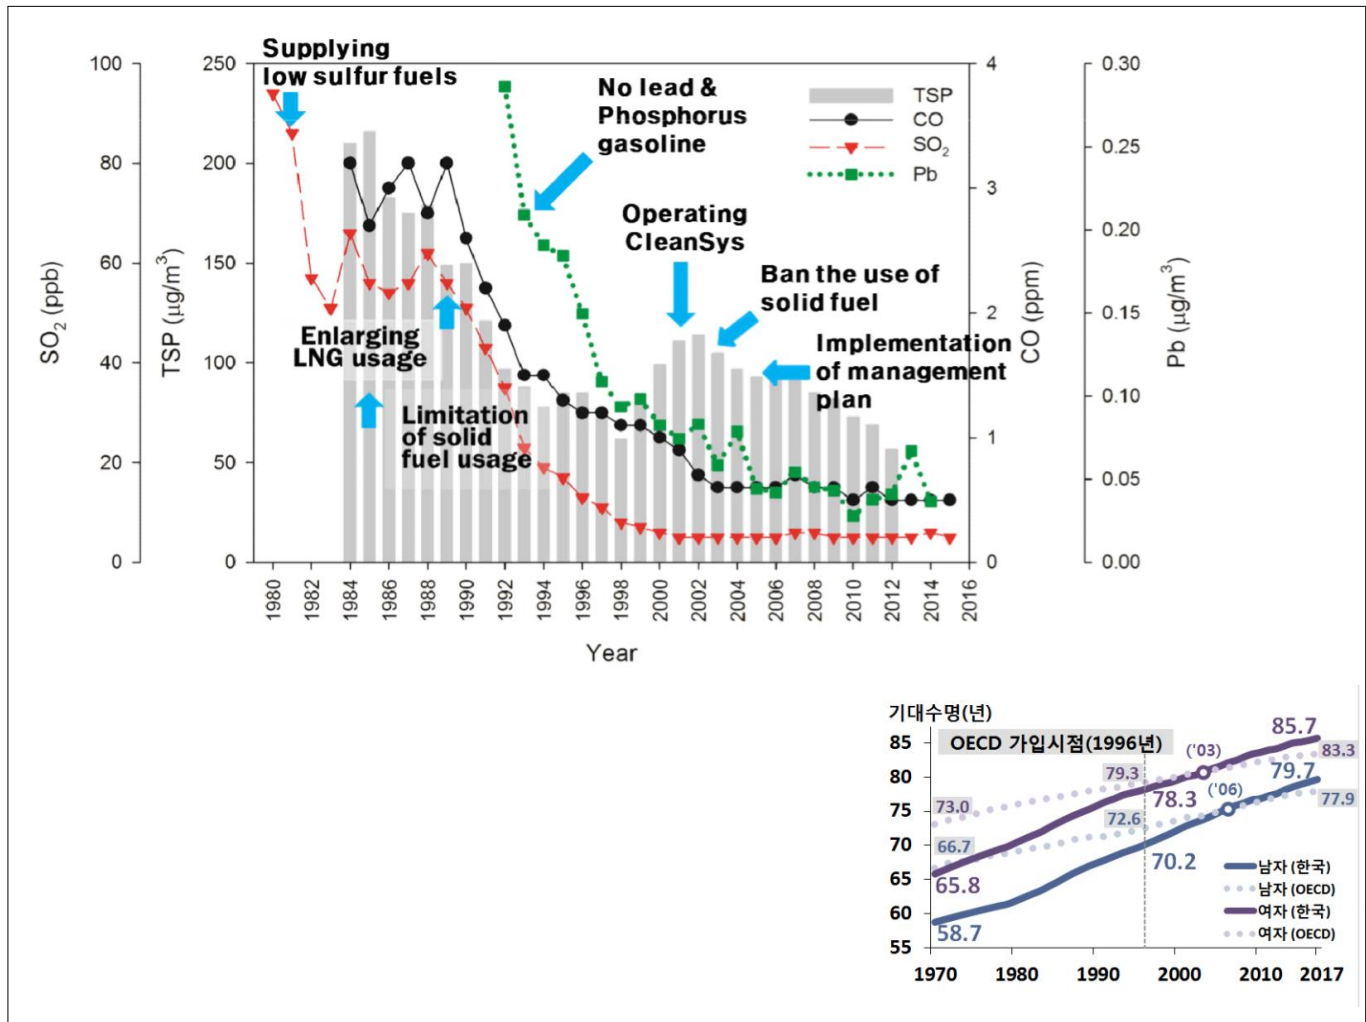 Supplying
low sulfur fuels
No lead &
Phosphorus
gasoline
Operating
CleanSys
Ban the use of
solid fuel
Implementation
of management
plan
Enlarging
LNG usage
Limitation
of solid
fuel usage
TSP
CO
SO2
Pb
SO2 (ppb)
100
80
60
40
20
0
TSP (μg/m3)
250
200
150
100
50
0
CO (ppm)
4
3
2
1
0
Pb (μg/m3)
0.30
0.25
0.20
0.15
0.10
0.05
0.00
1980
1982
1984
1986
1988
1990
1992
1994
1996
1998
2000
2002
2004
2006
2008
2010
2012
2014
2016
Year
기대수명(년)
OECD 가입시점(1996년)
85
80
75
70
65
60
55
73.0
66.7
65.8
58.7
79.3
78.3
72.6
70.2
('03)
('06)
85.7
83.3
79.7
77.9
남자 (한국)
남자 (OECD)
여자 (한국)
여자 (OECD)
1970 1980 1990 2000 2010 2017